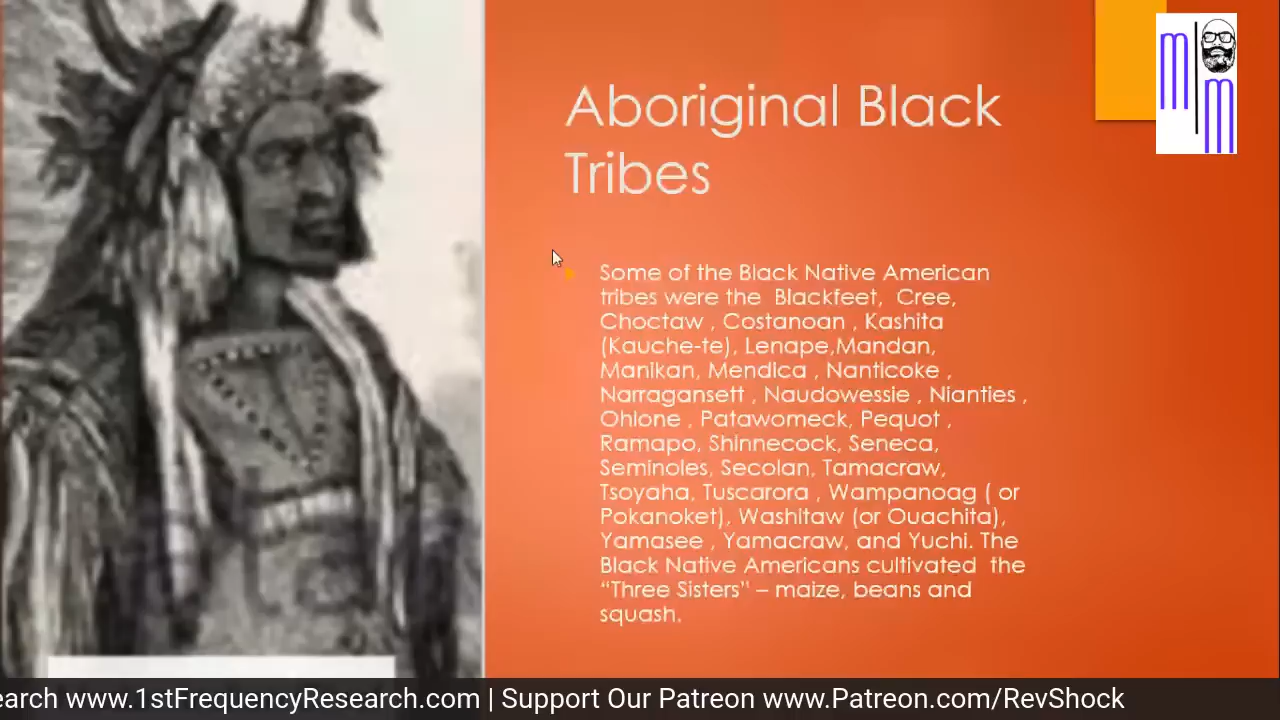 Aboriginal Black
Tribes
Some of the Black Native American
tribes were the Blackfeet, Cree,
Choctaw , Costanoan , Kashita
(Kauche-te), Lenape,Mandan,
Manikan, Mendica , Nanticoke ,
Narragansett , Naudowessie , Nianties ,
Ohlone , Patawomeck, Pequot ,
Ramapo, Shinnecock, Seneca,
Seminoles, Secolan, Tamacraw,
Tsoyaha, Tuscarora , Wampanoag ( or
Pokanoket), Washitaw (or Ouachita),
Yamasee , Yamacraw, and Yuchi. The
Black Native Americans cultivated the
“Three Sisters” – maize, beans and
squash.
m m
earch www.1stFrequencyResearch.com | Support Our Patreon www.Patreon.com/RevShock